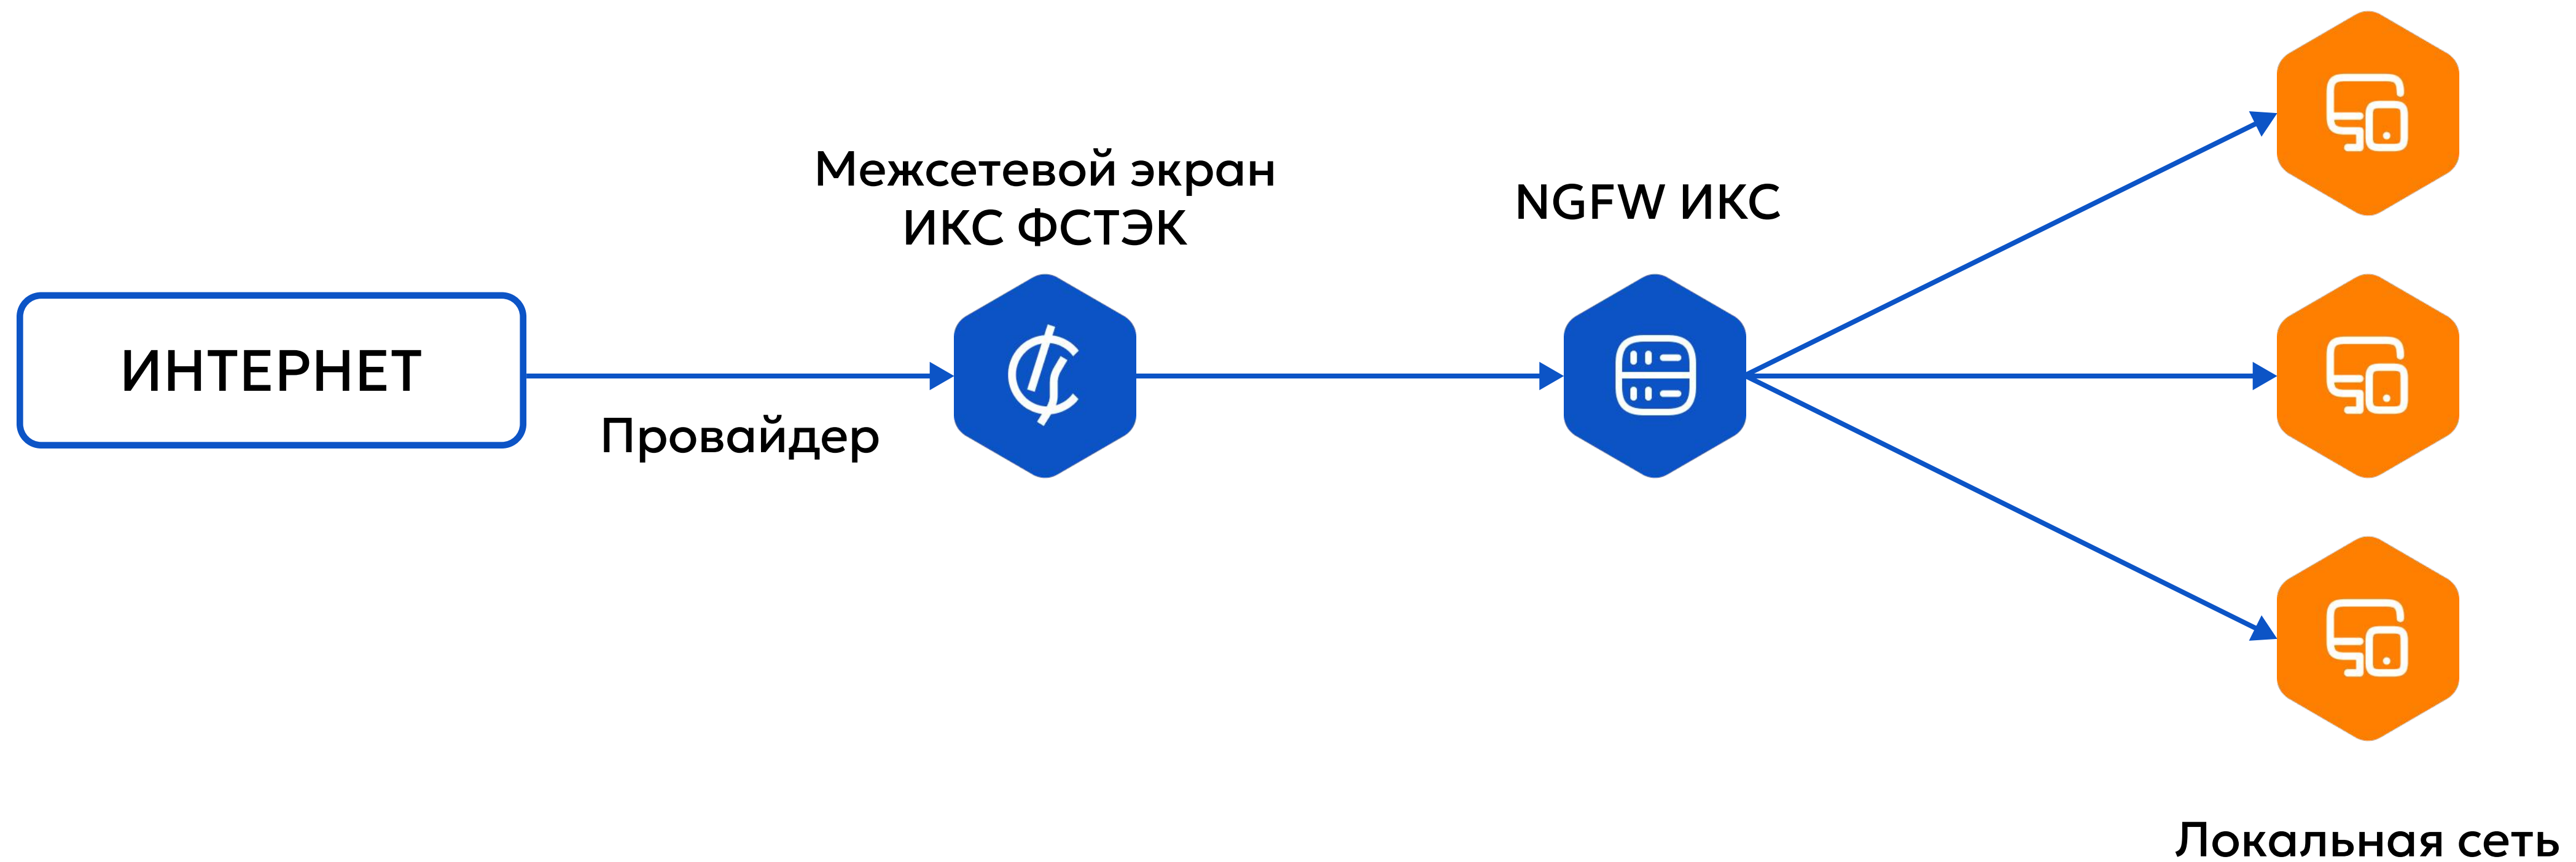 Межсетевой экран
ИКС ФСТЭК
NGFW ИКС
ИНТЕРНЕТ
Провайдер
Локальная сеть